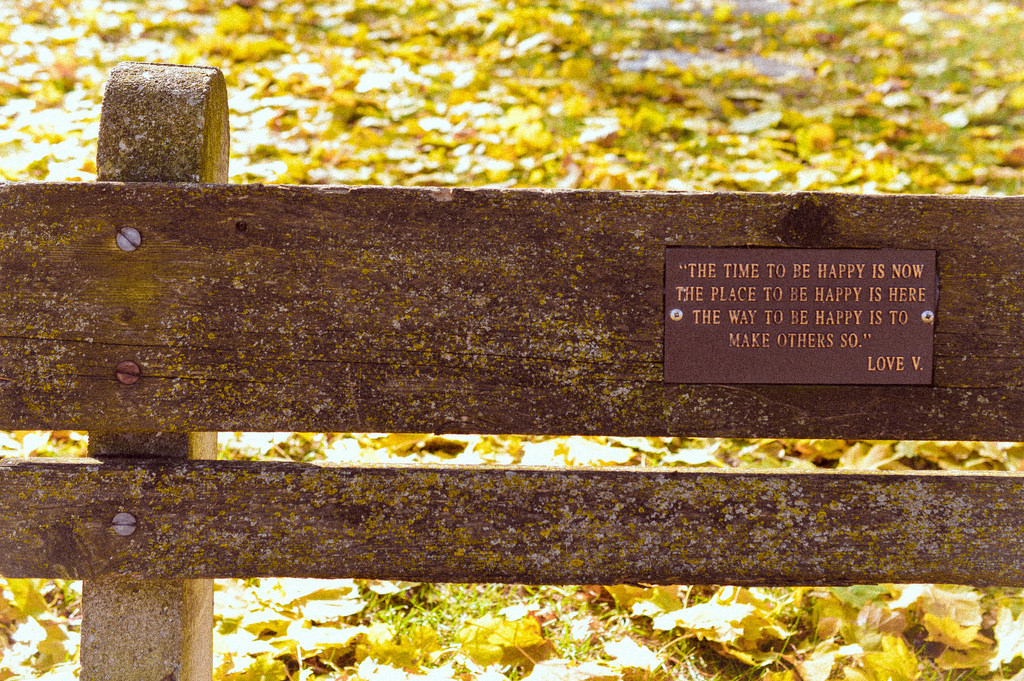 “THE TIME TO BE HAPPY IS NOW
THE PLACE TO BE HAPPY IS HERE
THE WAY TO BE HAPPY IS TO
MAKE OTHERS SO.”
LOVE V.